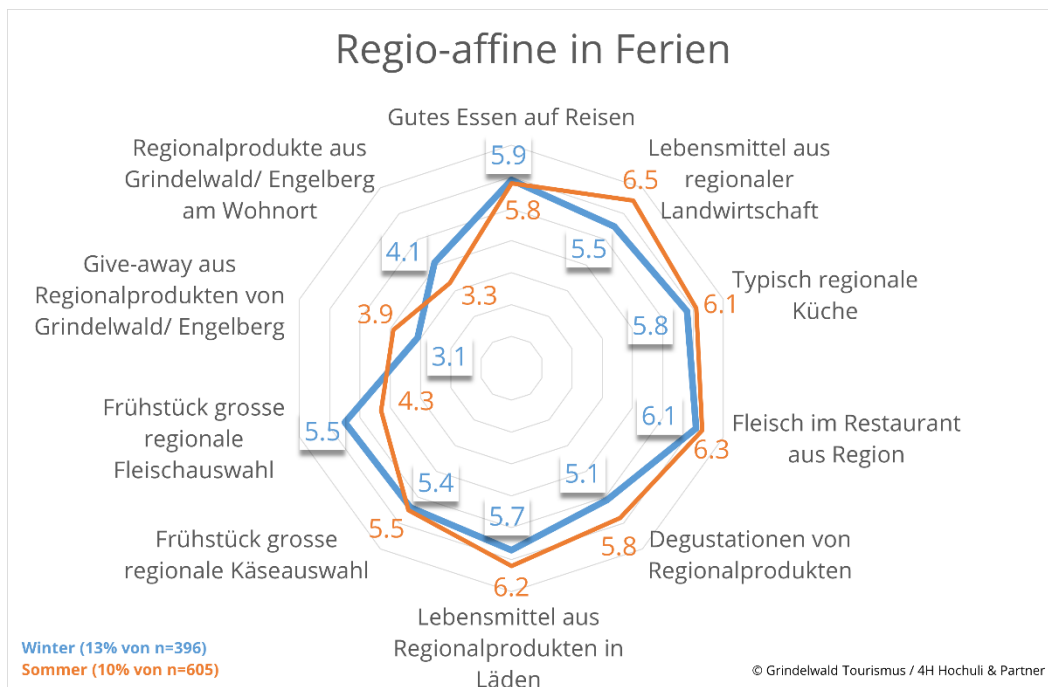 Regio-affine in Ferien
Gutes Essen auf Reisen
5.9
5.8
Lebensmittel aus
regionaler
Landwirtschaft
6.5
5.5
Typisch regionale
Küche
6.1
5.8
Fleisch im Restaurant
aus Region
6.1
6.3
Degustationen von
Regionalprodukten
5.1
5.8
Lebensmittel aus
Regionalprodukten in
Läden
5.7
6.2
Frühstück grosse
regionale Käseauswahl
5.4
5.5
Frühstück grosse
regionale
Fleischauswahl
5.5
4.3
Give-away aus
Regionalprodukten von
Grindelwald/ Engelberg
3.9
3.1
Regionalprodukte aus
Grindelwald/ Engelberg
am Wohnort
4.1
3.3
Winter (13% von n=396)
Sommer (10% von n=605)
© Grindelwald Tourismus / 4H Hochuli & Partner